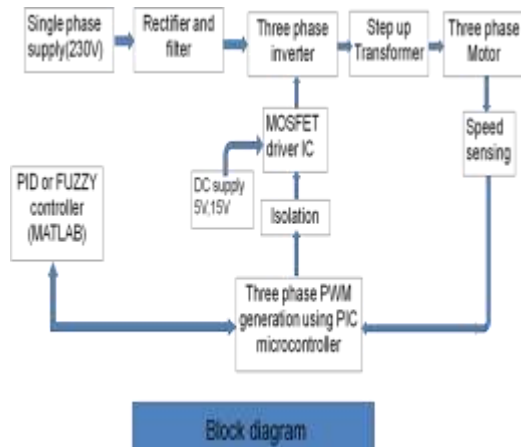 Single phase
supply(230V)
Rectifier and
filter
Three phase
inverter
Step up
Transformer
Three phase
Motor
MOSFET
driver IC
Speed
sensing
DC supply
5V,15V
PID or FUZZY
controller
(MATLAB)
Isolation
Three phase PWM
generation using PIC
microcontroller
Block diagram